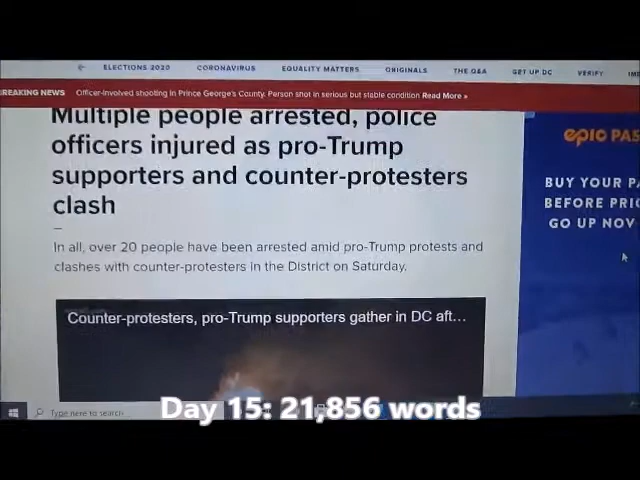 ELECTIONS 2020 CORONAVIRUS EQUALITY MATTERS ORIGINALS THE Q&A GET UP DC VERIFY
BREAKING NEWS Officer-involved shooting in Prince George's County. Person shot in serious but stable condition Read More »
Multiple people arrested, police
officers injured as pro-Trump
supporters and counter-protesters
clash
In all, over 20 people have been arrested amid pro-Trump protests and
clashes with counter-protesters in the District on Saturday.
epic PAS
BUY YOUR PA
BEFORE PRIC
GO UP NOV
Counter-protesters, pro-Trump supporters gather in DC aft...
Type here to search
Day 15: 21,856 words